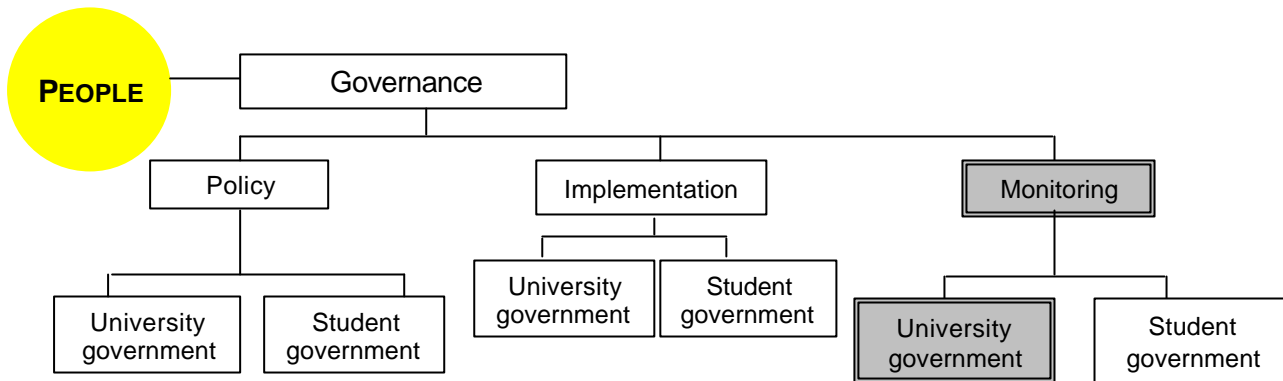 PEOPLE
Governance
Policy
Implementation
Monitoring
University
government
Student
government
University
government
Student
government
University
government
Student
government